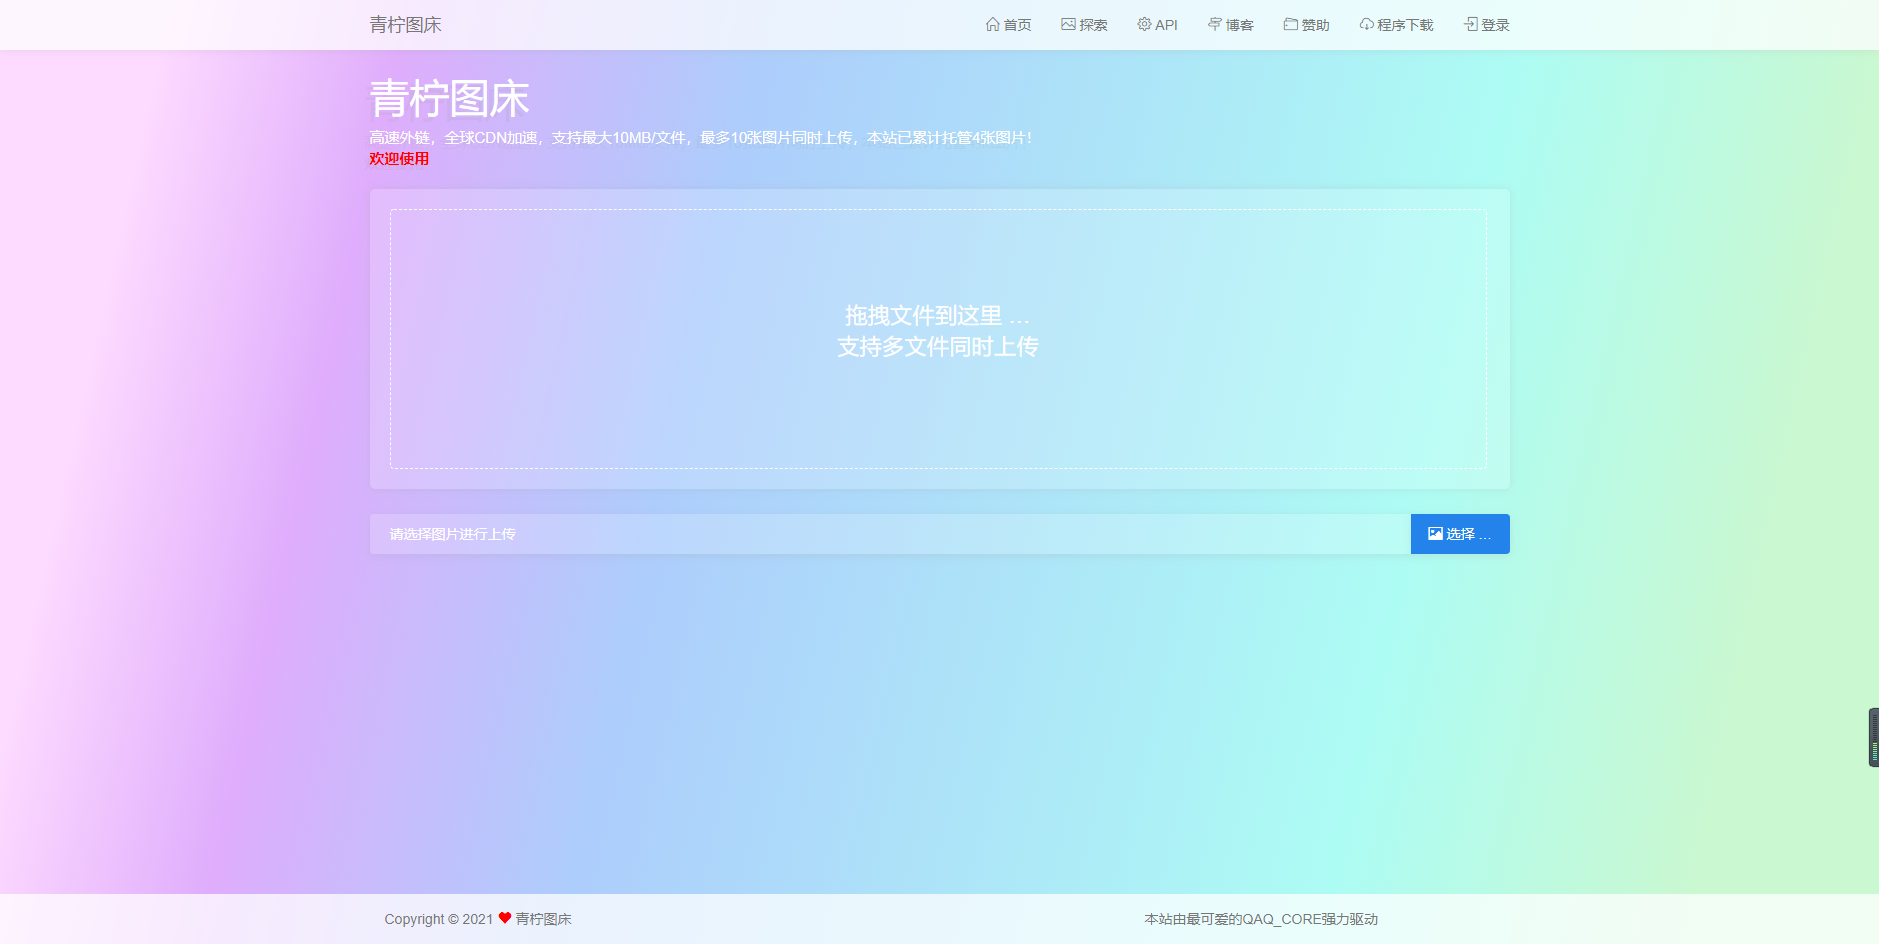 青柠图床
首页 探索 API 博客 赞助 程序下载 登录
青柠图床
高速外链，全球CDN加速，支持最大10MB/文件，最多10张图片同时上传，本站已累计托管4张图片！
欢迎使用
拖拽文件到这里 …
支持多文件同时上传
请选择图片进行上传
选择 …
Copyright © 2021 ❤ 青柠图床
本站由最可爱的QAQ_CORE强力驱动